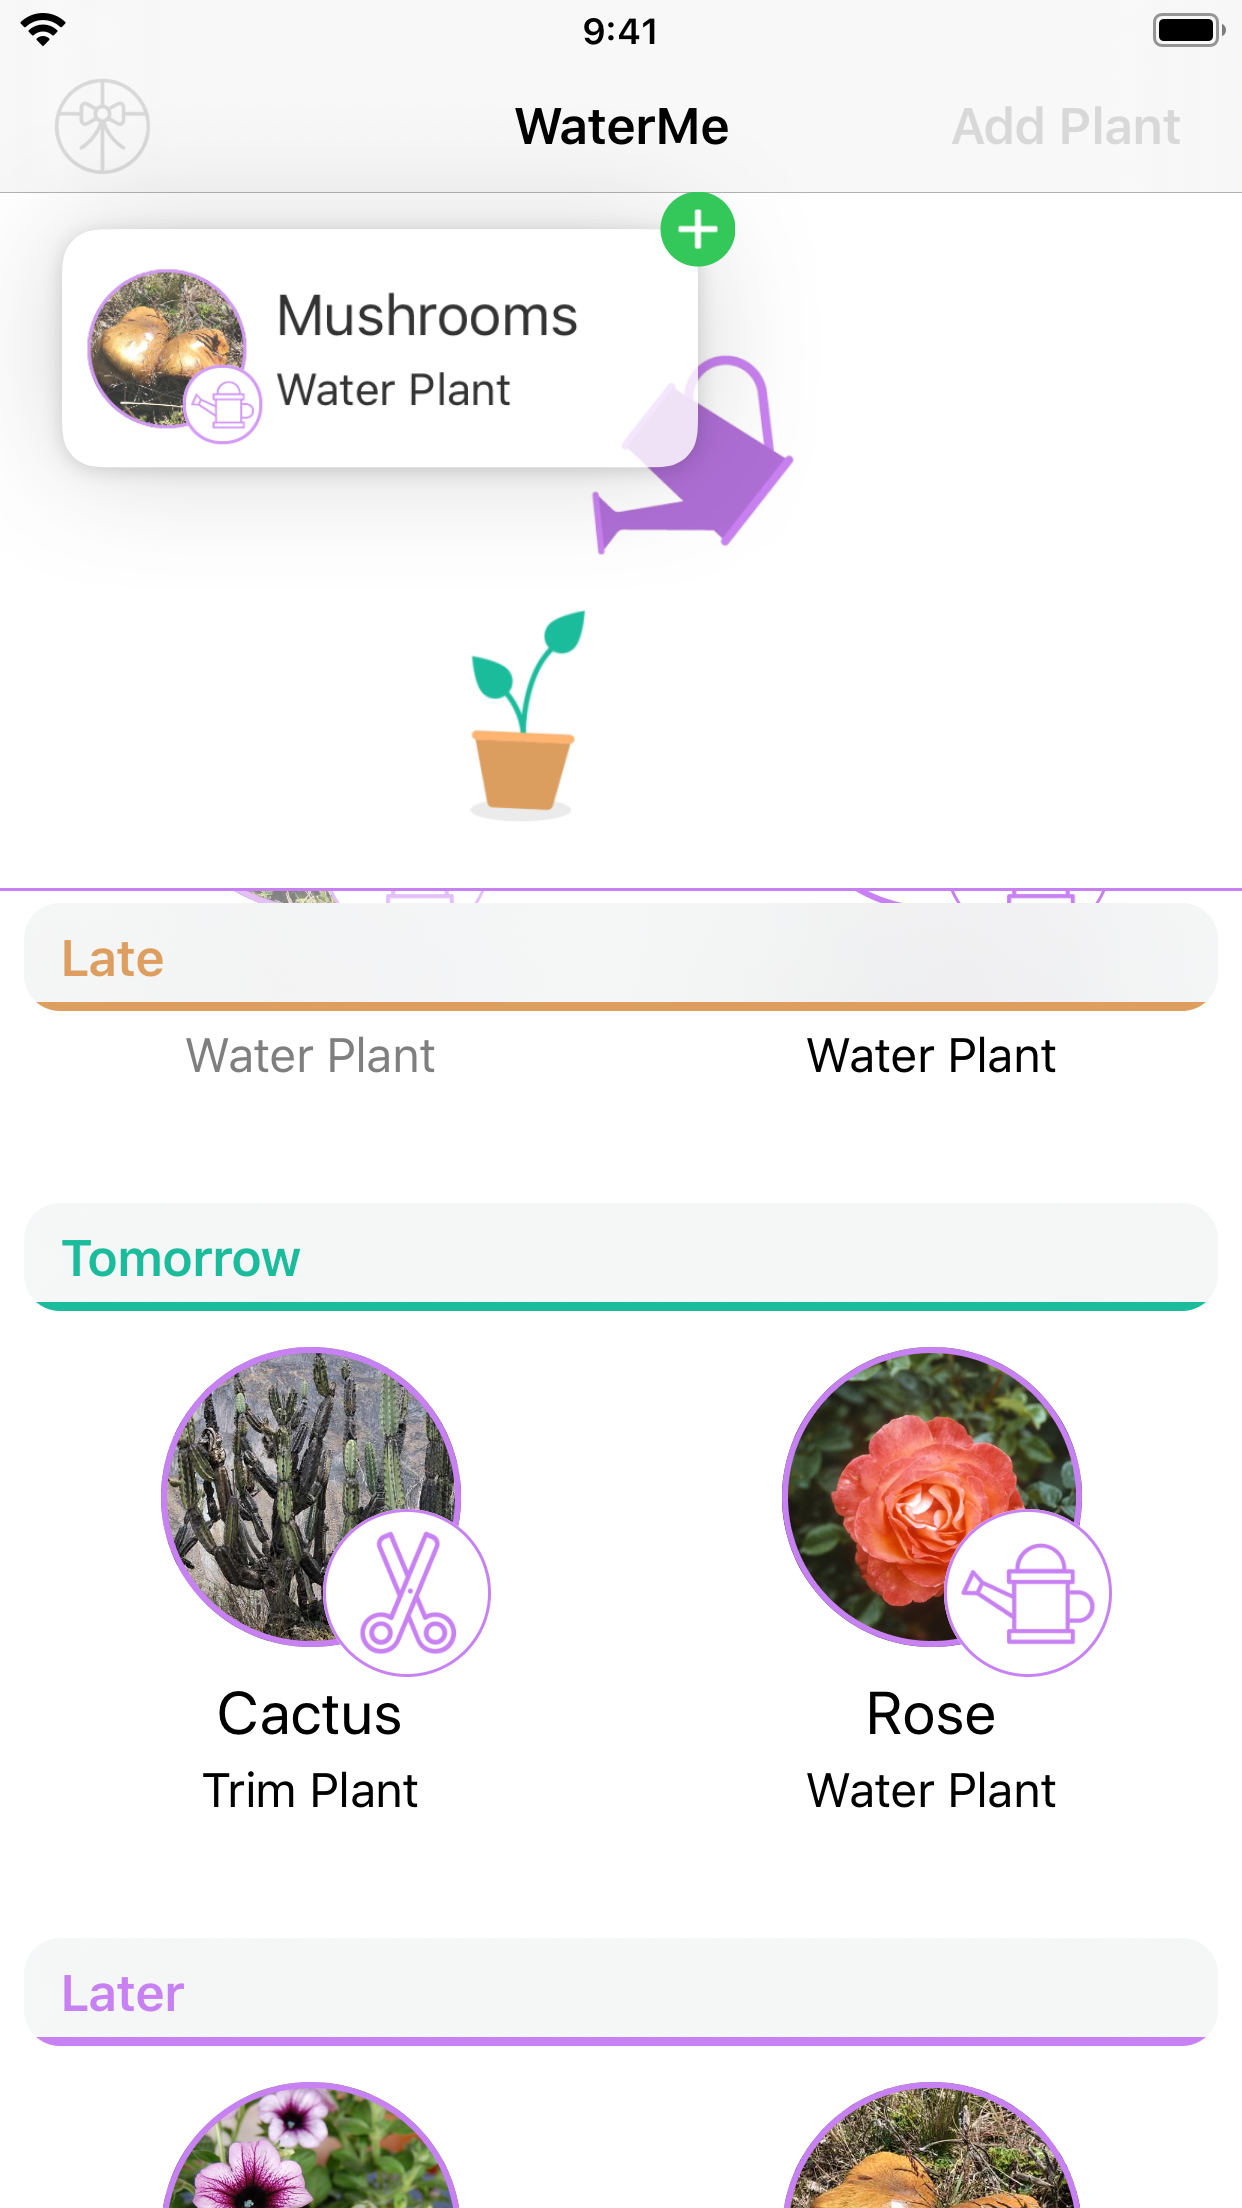 9:41
WaterMe
Add Plant
Mushrooms
Water Plant
Late
Water Plant
Water Plant
Tomorrow
Cactus
Rose
Trim Plant
Water Plant
Later